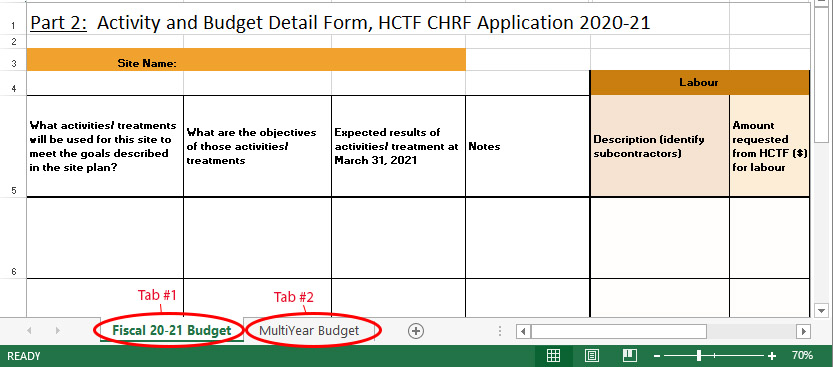 1 Part 2: Activity and Budget Detail Form, HCTF CHRF Application 2020-21
2
3 Site Name:
4 Labour
What activities/ treatments
will be used for this site to
meet the goals described
in the site plan?
What are the objectives
of those activities/
treatments
Expected results of
activities/ treatment at
March 31, 2021
Notes
Description (identify
subcontractors)
Amount
requested
from HCTF ($)
for labour
5
6
Tab #1
Tab #2
Fiscal 20-21 Budget
MultiYear Budget
READY
70%